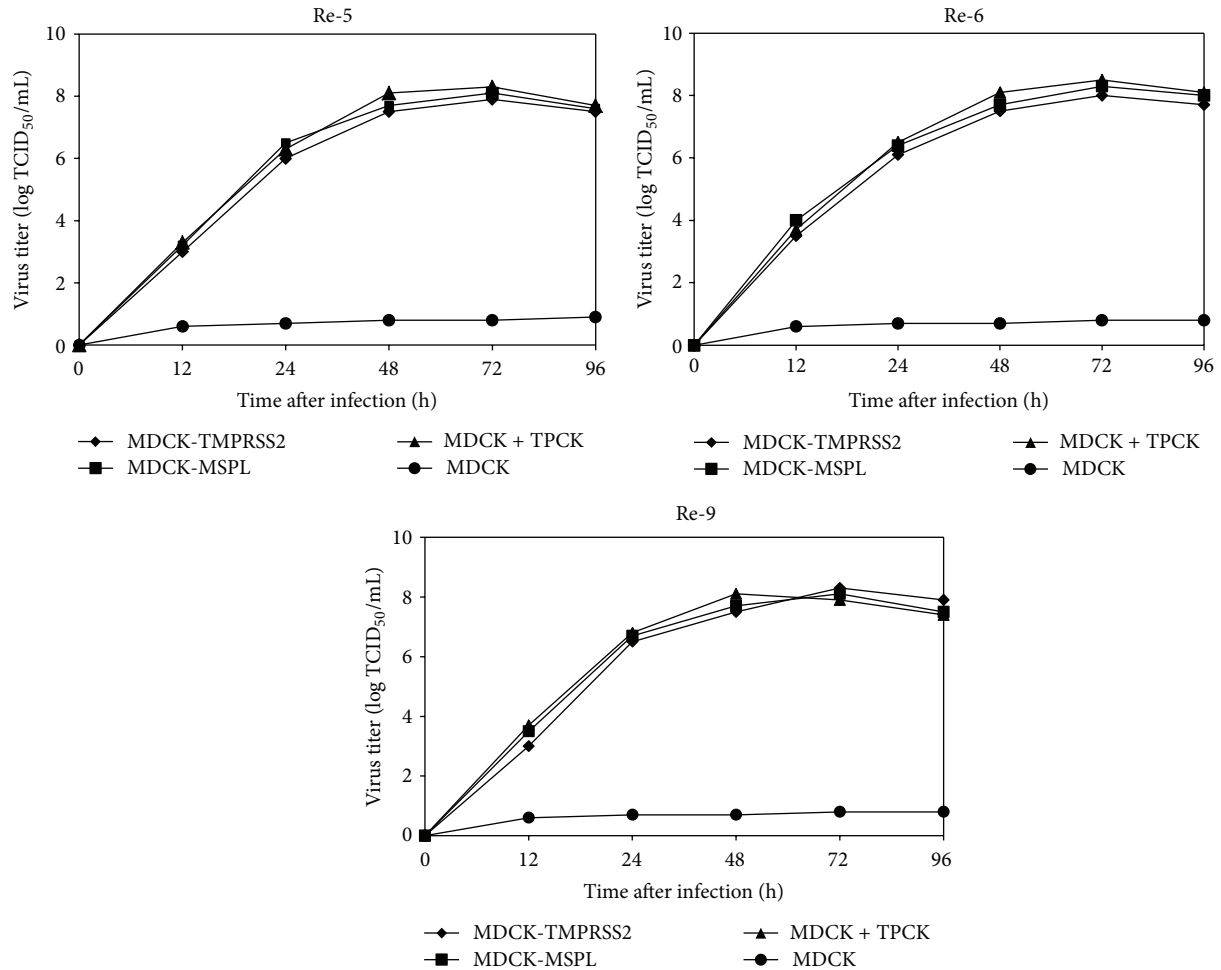 Re-5
10
8
6
4
2
0
Virus titer (log TCID50/mL)
0 12 24 48 72 96
Time after infection (h)
MDCK-TMPRSS2 MDCK + TPCK
MDCK-MSPL MDCK
Re-6
10
8
6
4
2
0
Virus titer (log TCID50/mL)
0 12 24 48 72 96
Time after infection (h)
MDCK-TMPRSS2 MDCK + TPCK
MDCK-MSPL MDCK
Re-9
10
8
6
4
2
0
Virus titer (log TCID50/mL)
0 12 24 48 72 96
Time after infection (h)
MDCK-TMPRSS2 MDCK + TPCK
MDCK-MSPL MDCK